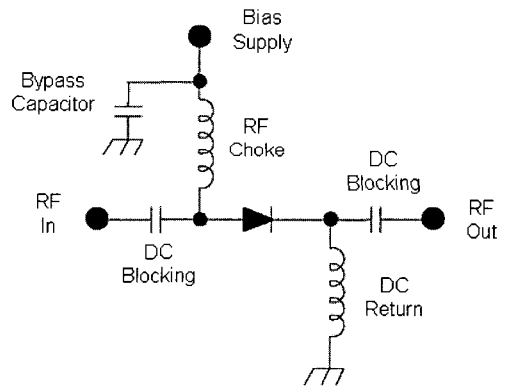 Bias
Supply
Bypass
Capacitor
RF
Choke
DC
Blocking
RF
In
RF
Out
DC
Blocking
DC
Return